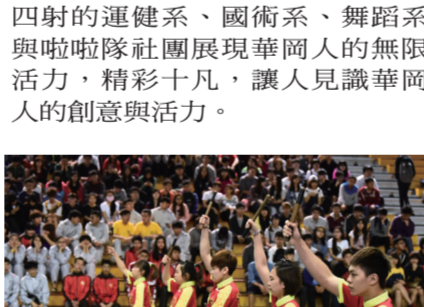 四射的運健系、國術系、舞蹈系
與啦啦隊社團展現華岡人的無限
活力，精彩十凡，讓人見識華岡
人的創意與活力。